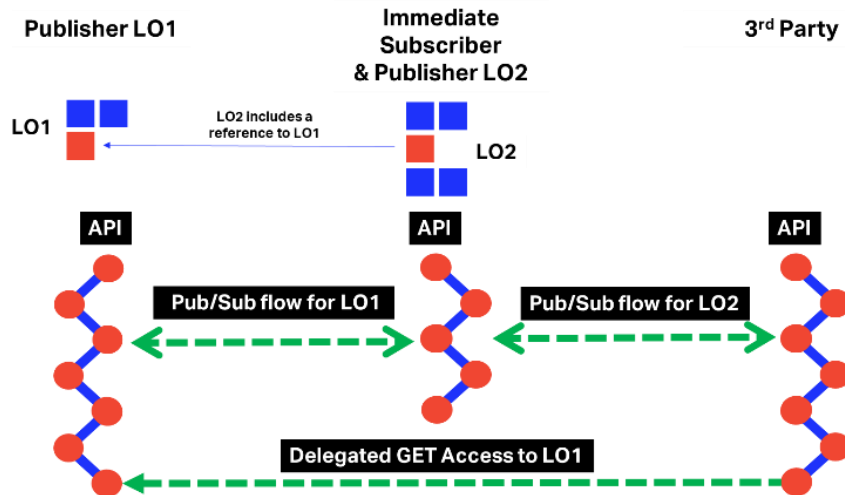 Publisher LO1
Immediate
Subscriber
& Publisher LO2
3rd Party
LO1
LO2 includes a
reference to LO1
LO2
API
API
API
Pub/Sub flow for LO1
Pub/Sub flow for LO2
Delegated GET Access to LO1